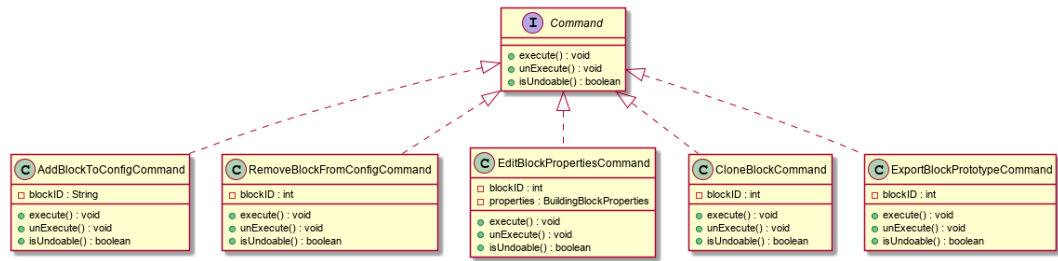 I Command
execute() : void
unExecute() : void
isUndoable() : boolean
C AddBlockToConfigCommand
blockID : String
execute() : void
unExecute() : void
isUndoable() : boolean
C RemoveBlockFromConfigCommand
blockID : int
execute() : void
unExecute() : void
isUndoable() : boolean
C EditBlockPropertiesCommand
blockID : int
properties : BuildingBlockProperties
execute() : void
unExecute() : void
isUndoable() : boolean
C CloneBlockCommand
blockID : int
execute() : void
unExecute() : void
isUndoable() : boolean
C ExportBlockPrototypeCommand
blockID : int
execute() : void
unExecute() : void
isUndoable() : boolean